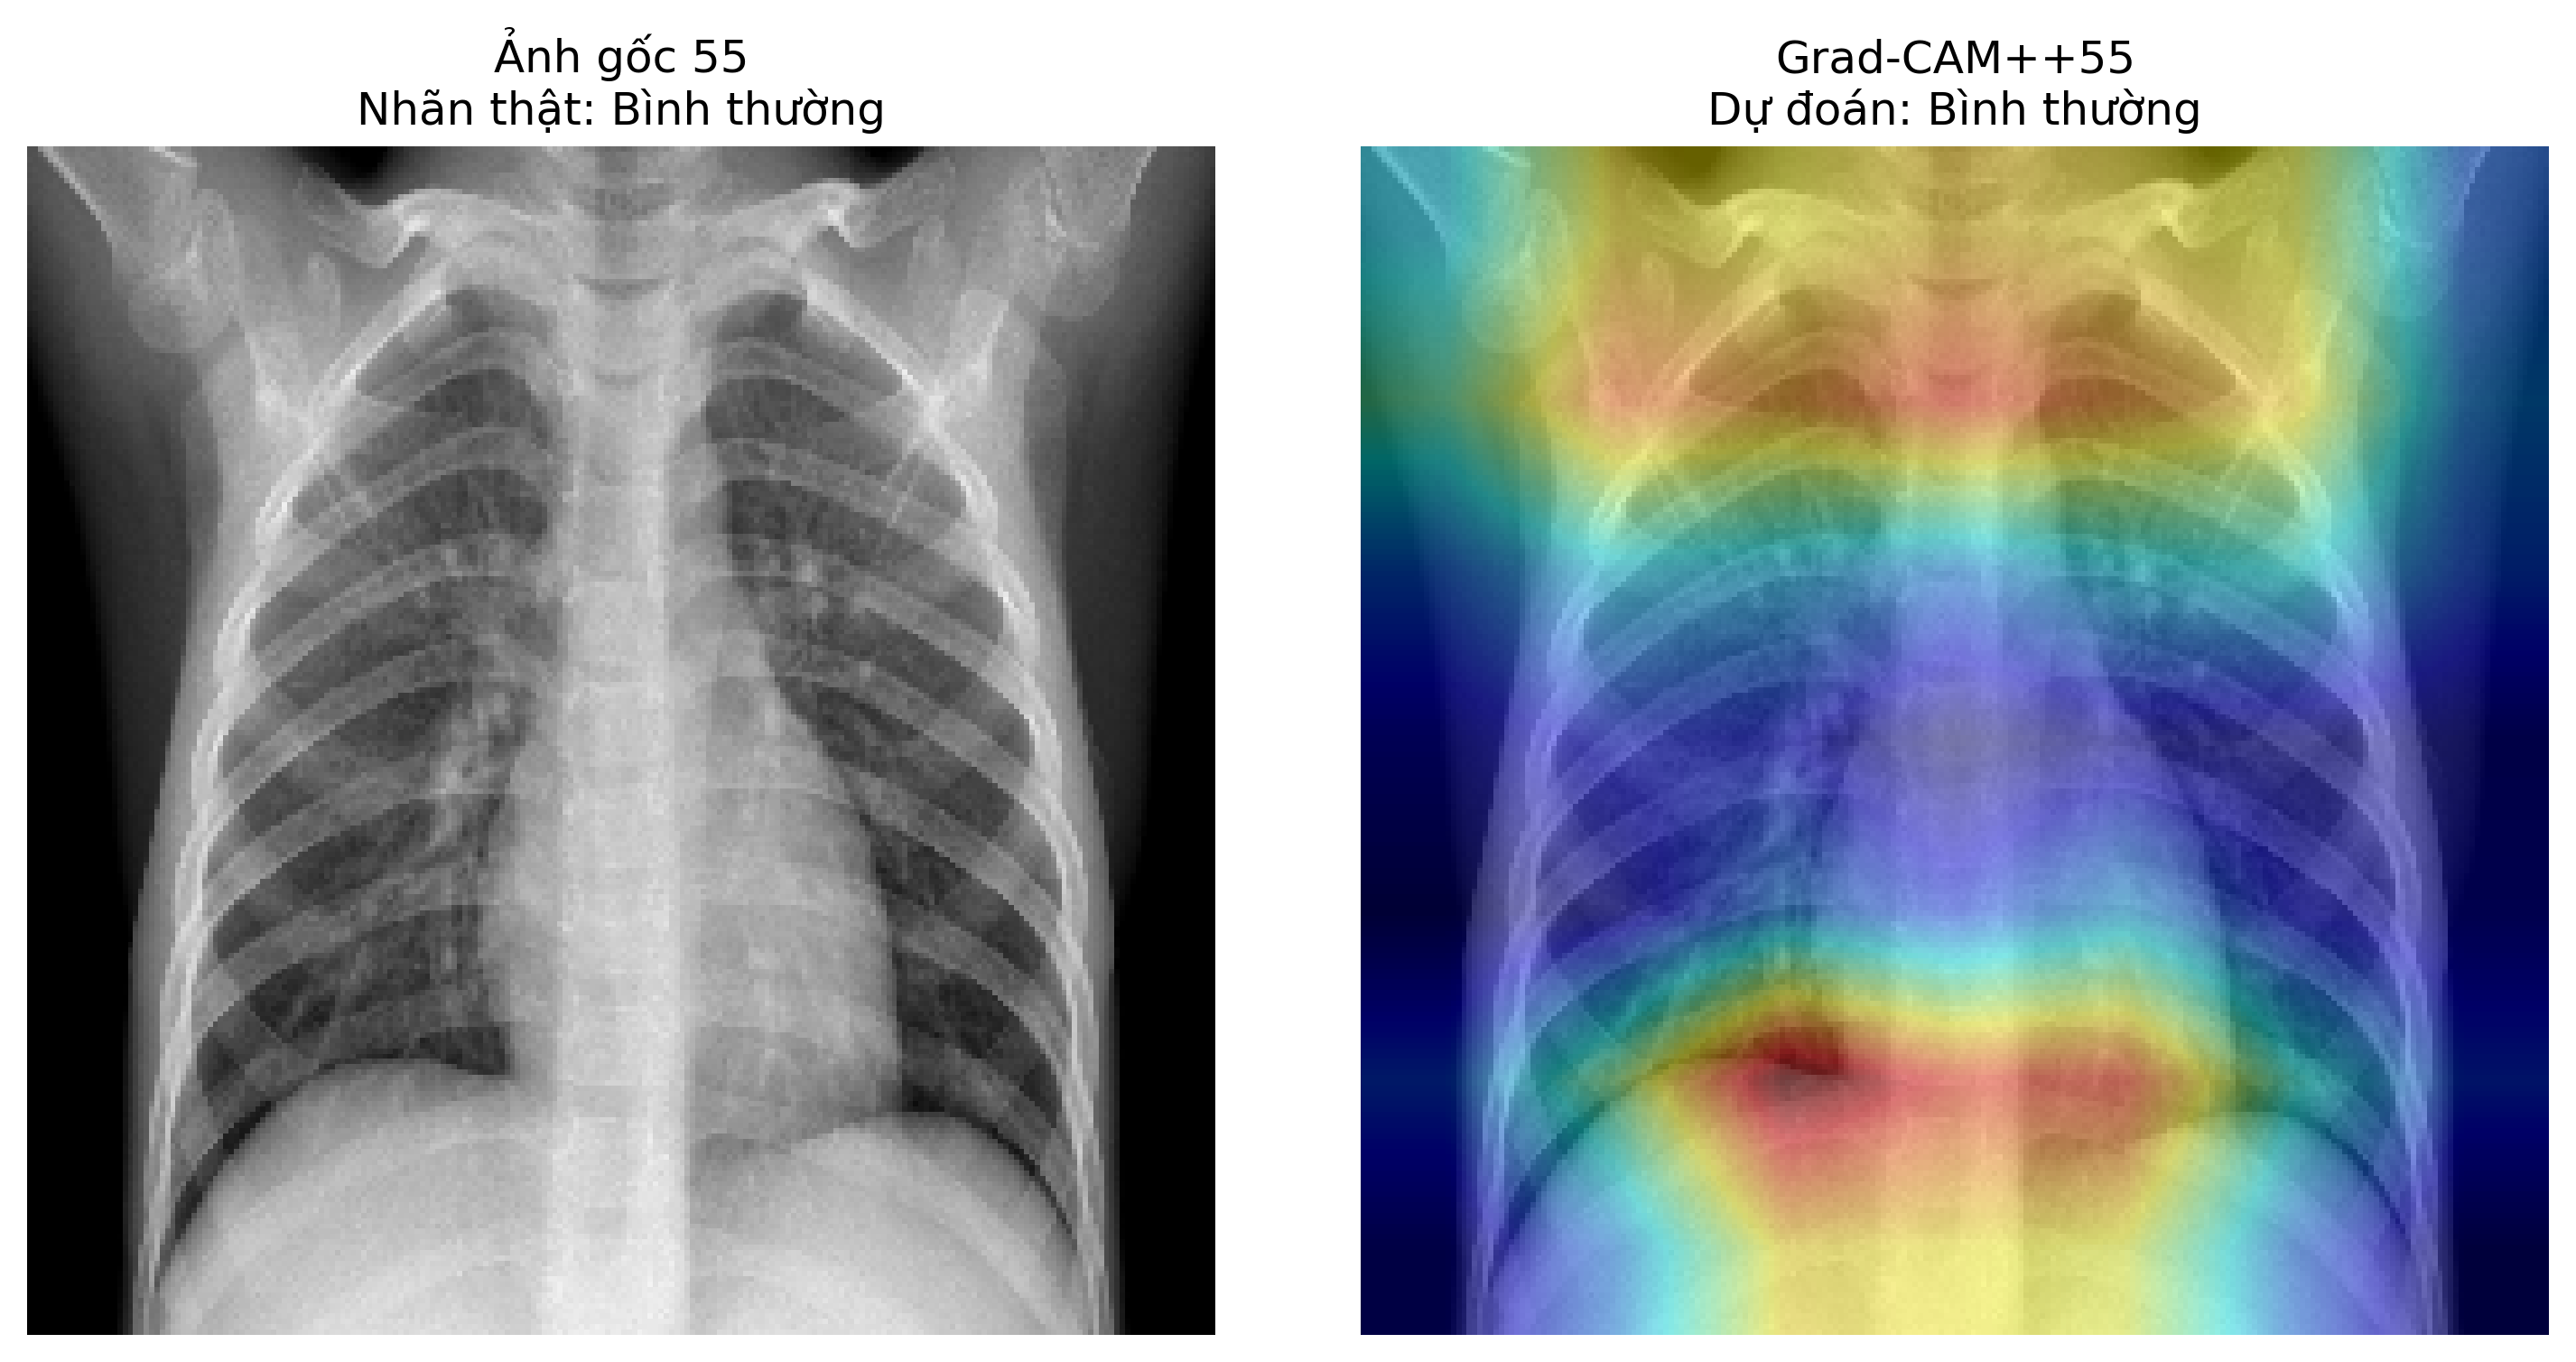 Ảnh gốc 55
Nhãn thật: Bình thường
Grad-CAM++55
Dự đoán: Bình thường